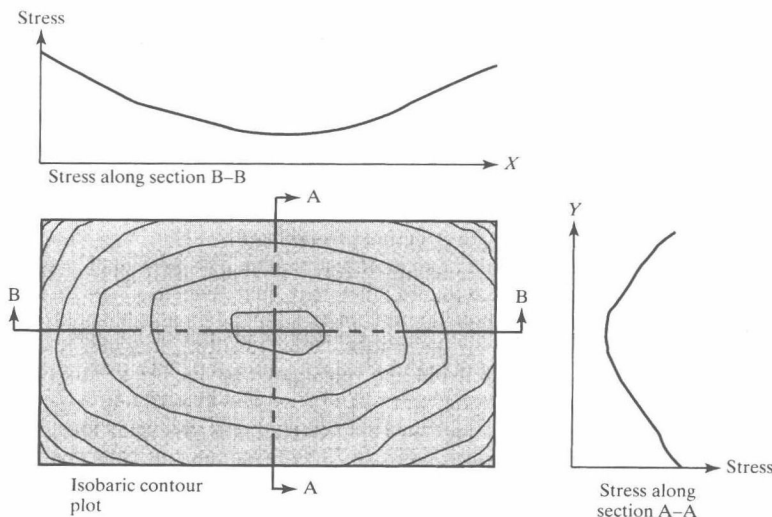 Stress
X
Stress along section B–B
A
Y
B
B
Stress
A
Isobaric contour
plot
Stress along
section A–A